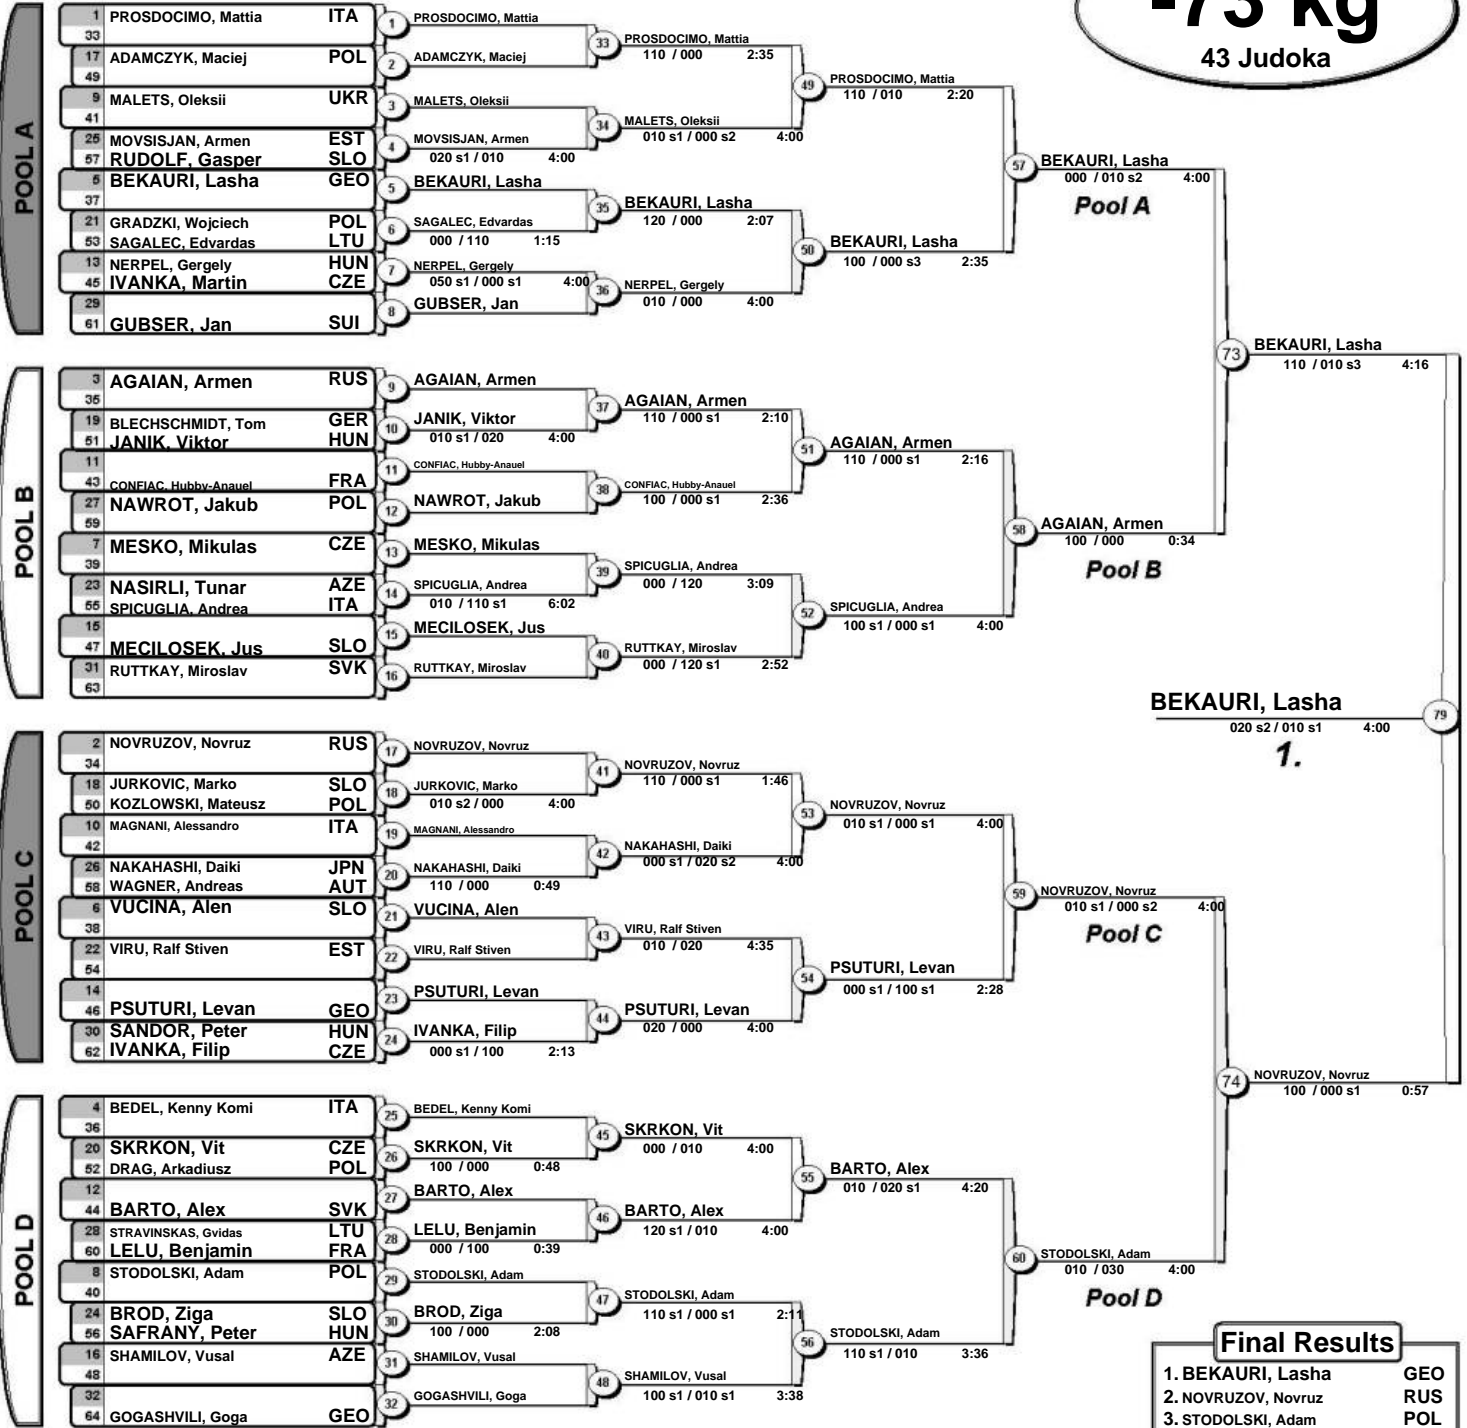 -73 kg
43 Judoka
POOL A
1 PROSDOCIMO, Mattia ITA
33
17 ADAMCZYK, Maciej POL
49
9 MALETS, Oleksii UKR
41
25 MOVSISJAN, Armen EST
57 RUDOLF, Gasper SLO
5 BEKAURI, Lasha GEO
37
21 GRADZKI, Wojciech POL
53 SAGALEC, Edvardas LTU
13 NERPEL, Gergely HUN
45 IVANKA, Martin CZE
29
61 GUBSER, Jan SUI
1 PROSDOCIMO, Mattia
2 ADAMCZYK, Maciej
3 MALETS, Oleksii
4 MOVSISJAN, Armen
020 s1 / 010 4:00
5 BEKAURI, Lasha
6 SAGALEC, Edvardas
000 / 110 1:15
7 NERPEL, Gergely
050 s1 / 000 s1 4:00
8 GUBSER, Jan
33 PROSDOCIMO, Mattia
110 / 000 2:35
34 MALETS, Oleksii
010 s1 / 000 s2 4:00
35 BEKAURI, Lasha
120 / 000 2:07
36 NERPEL, Gergely
010 / 000 4:00
49 PROSDOCIMO, Mattia
110 / 010 2:20
50 BEKAURI, Lasha
100 / 000 s3 2:35
57 BEKAURI, Lasha
000 / 010 s2 4:00
Pool A
POOL B
3 AGAIAN, Armen RUS
35
19 BLECHSCHMIDT, Tom GER
51 JANIK, Viktor HUN
11
43 CONFIAC, Hubby-Anauel FRA
27 NAWROT, Jakub POL
59
7 MESKO, Mikulas CZE
39
23 NASIRLI, Tunar AZE
55 SPICUGLIA, Andrea ITA
15
47 MECILOSEK, Jus SLO
31 RUTTKAY, Miroslav SVK
63
9 AGAIAN, Armen
10 JANIK, Viktor
010 s1 / 020 4:00
11 CONFIAC, Hubby-Anauel
12 NAWROT, Jakub
13 MESKO, Mikulas
14 SPICUGLIA, Andrea
010 / 110 s1 6:02
15 MECILOSEK, Jus
16 RUTTKAY, Miroslav
37 AGAIAN, Armen
110 / 000 s1 2:10
38 CONFIAC, Hubby-Anauel
100 / 000 s1 2:36
39 SPICUGLIA, Andrea
000 / 120 3:09
40 RUTTKAY, Miroslav
000 / 120 s1 2:52
51 AGAIAN, Armen
110 / 000 s1 2:16
52 SPICUGLIA, Andrea
100 s1 / 000 s1 4:00
58 AGAIAN, Armen
100 / 000 0:34
Pool B
73 BEKAURI, Lasha
110 / 010 s3 4:16
BEKAURI, Lasha 79
020 s2 / 010 s1 4:00
1.
POOL C
2 NOVRUZOV, Novruz RUS
34
18 JURKOVIC, Marko SLO
50 KOZLOWSKI, Mateusz POL
10 MAGNANI, Alessandro ITA
42
26 NAKAHASHI, Daiki JPN
58 WAGNER, Andreas AUT
6 VUCINA, Alen SLO
38
22 VIRU, Ralf Stiven EST
54
14
46 PSUTURI, Levan GEO
30 SANDOR, Peter HUN
62 IVANKA, Filip CZE
17 NOVRUZOV, Novruz
18 JURKOVIC, Marko
010 s2 / 000 4:00
19 MAGNANI, Alessandro
20 NAKAHASHI, Daiki
110 / 000 0:49
21 VUCINA, Alen
22 VIRU, Ralf Stiven
23 PSUTURI, Levan
24 IVANKA, Filip
000 s1 / 100 2:13
41 NOVRUZOV, Novruz
110 / 000 s1 1:46
42 NAKAHASHI, Daiki
000 s1 / 020 s2 4:00
43 VIRU, Ralf Stiven
010 / 020 4:35
44 PSUTURI, Levan
020 / 000 4:00
53 NOVRUZOV, Novruz
010 s1 / 000 s1 4:00
54 PSUTURI, Levan
000 s1 / 100 s1 2:28
59 NOVRUZOV, Novruz
010 s1 / 000 s2 4:00
Pool C
POOL D
4 BEDEL, Kenny Komi ITA
36
20 SKRKON, Vit CZE
52 DRAG, Arkadiusz POL
12
44 BARTO, Alex SVK
28 STRAVINSKAS, Gvidas LTU
60 LELU, Benjamin FRA
8 STODOLSKI, Adam POL
40
24 BROD, Ziga SLO
56 SAFRANY, Peter HUN
16 SHAMILOV, Vusal AZE
48
32
64 GOGASHVILI, Goga GEO
25 BEDEL, Kenny Komi
26 SKRKON, Vit
100 / 000 0:48
27 BARTO, Alex
28 LELU, Benjamin
000 / 100 0:39
29 STODOLSKI, Adam
30 BROD, Ziga
100 / 000 2:08
31 SHAMILOV, Vusal
32 GOGASHVILI, Goga
45 SKRKON, Vit
000 / 010 4:00
46 BARTO, Alex
120 s1 / 010 4:00
47 STODOLSKI, Adam
110 s1 / 000 s1 2:11
48 SHAMILOV, Vusal
100 s1 / 010 s1 3:38
55 BARTO, Alex
010 / 020 s1 4:20
56 STODOLSKI, Adam
110 s1 / 010 3:36
60 STODOLSKI, Adam
010 / 030 4:00
Pool D
74 NOVRUZOV, Novruz
100 / 000 s1 0:57
Final Results
1. BEKAURI, Lasha GEO
2. NOVRUZOV, Novruz RUS
3. STODOLSKI, Adam POL